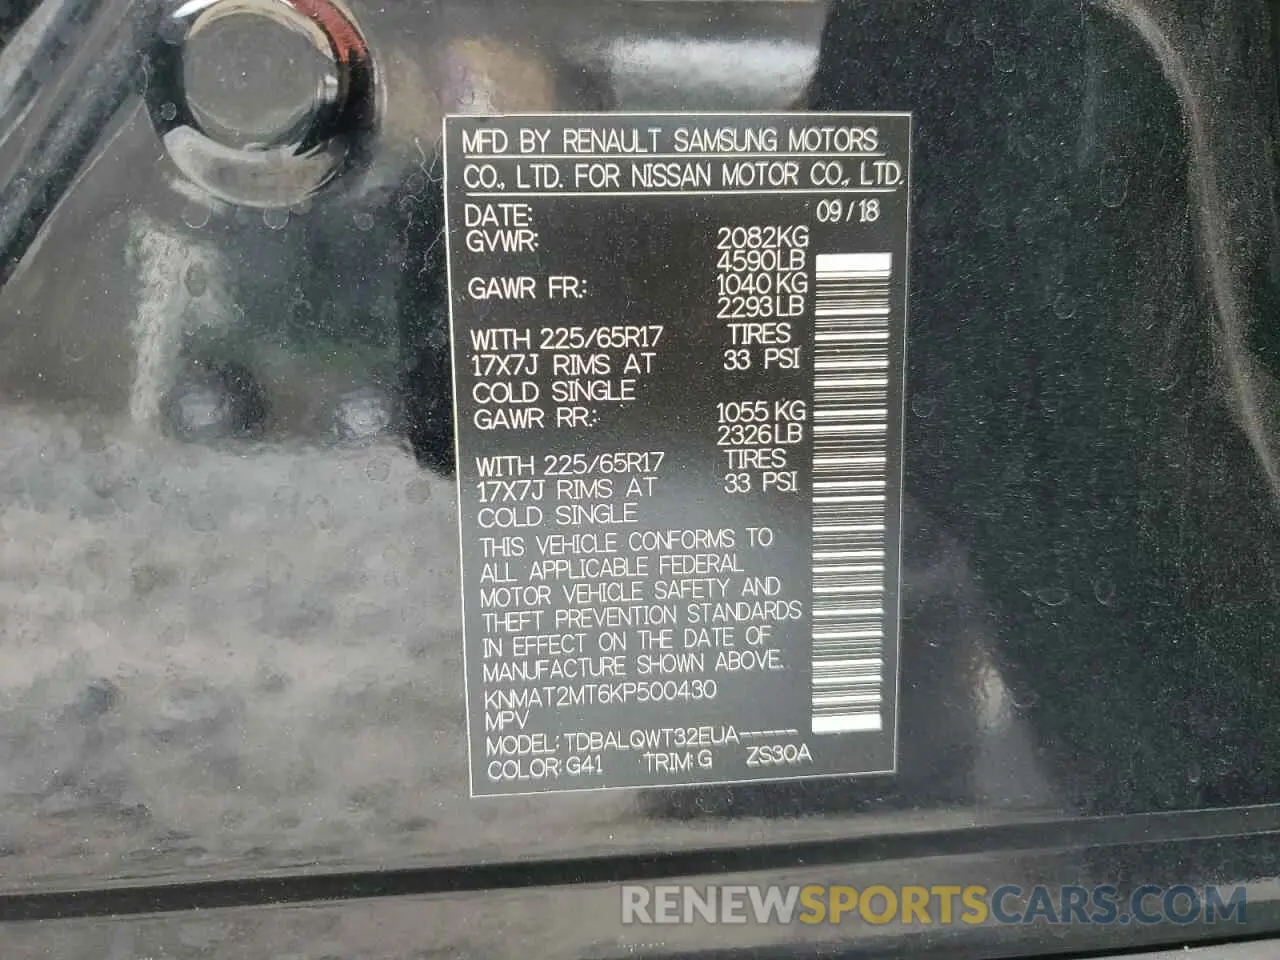 MFD BY RENAULT SAMSUNG MOTORS
CO., LTD. FOR NISSAN MOTOR CO., LTD.
DATE: 09/18
GVWR: 2082KG
4590LB
GAWR FR.: 1040KG
2293LB
WITH 225/65R17 TIRES
17X7J RIMS AT 33 PSI
COLD SINGLE
GAWR RR.: 1055KG
2326LB
WITH 225/65R17 TIRES
17X7J RIMS AT 33 PSI
COLD SINGLE
THIS VEHICLE CONFORMS TO
ALL APPLICABLE FEDERAL
MOTOR VEHICLE SAFETY AND
THEFT PREVENTION STANDARDS
IN EFFECT ON THE DATE OF
MANUFACTURE SHOWN ABOVE.
KNMAT2MT6KP500430
MPV
MODEL: TDBALQWT32EUA-----
COLOR: G41 TRIM: G ZS30A
RENEWSPORTSCARS.COM